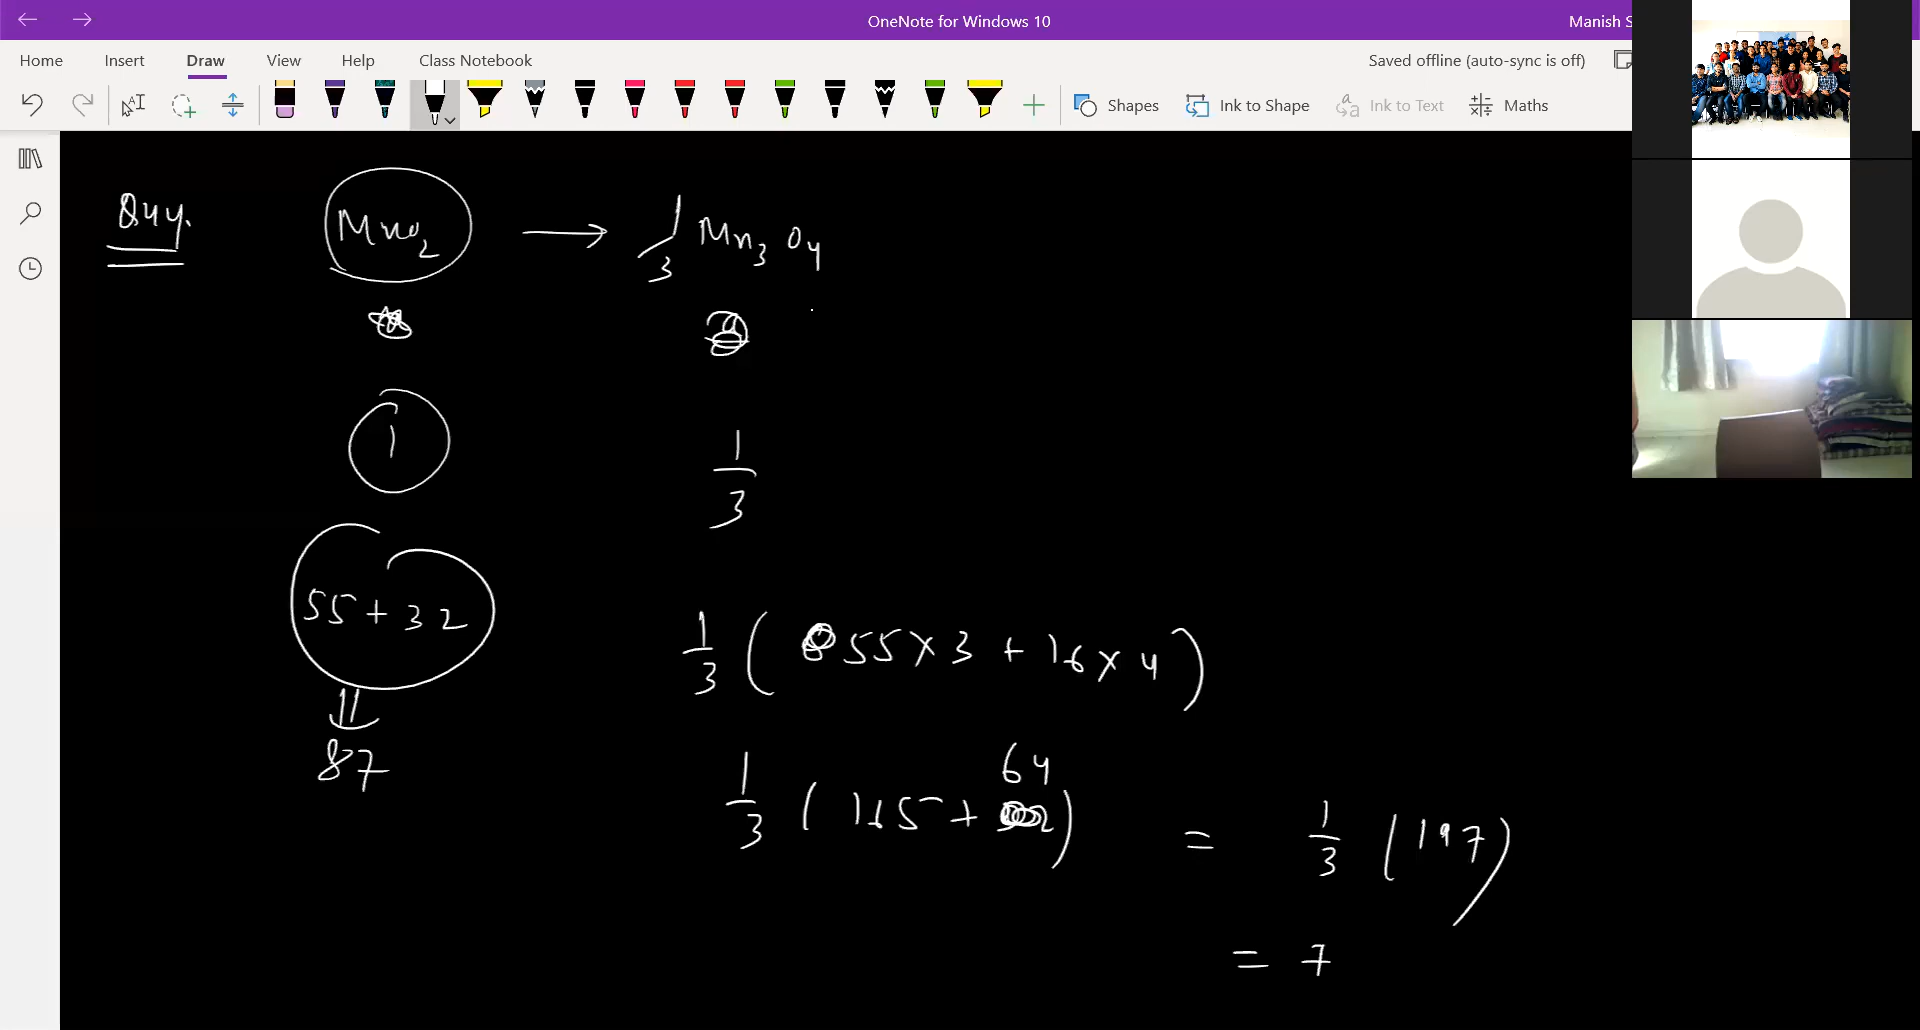 OneNote for Windows 10
Manish S
Home Insert Draw View Help Class Notebook
Saved offline (auto-sync is off)
Shapes Ink to Shape Ink to Text Maths
Q44. MnO2 → 1/3 Mn3O4
1 1/3
55+32
1/3 ( 55×3 + 16×4 )
87
64
1/3 ( 165 + ) = 1/3 (197)
= 7